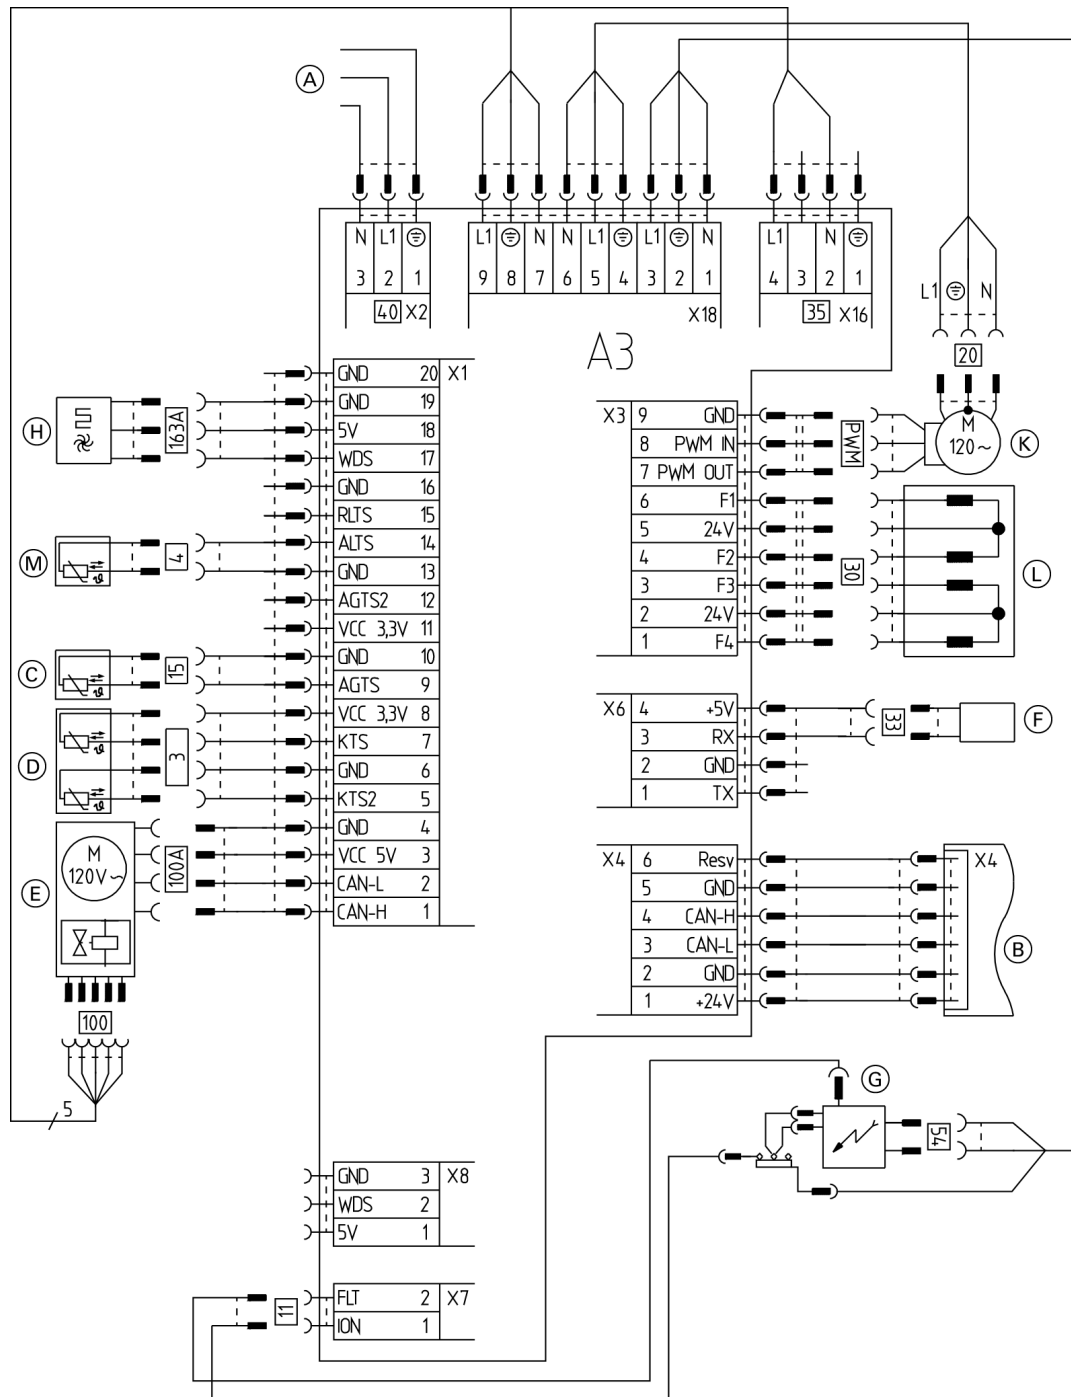 A
N L1
3 2 1
40 X2
L1 N N L1 L1 N
9 8 7 6 5 4 3 2 1
X18
L1 N
4 3 2 1
35 X16
L1 N
20
A3
GND 20 X1
GND 19
5V 18
WDS 17
GND 16
RLTS 15
ALTS 14
GND 13
AGTS2 12
VCC 3,3V 11
GND 10
AGTS 9
VCC 3,3V 8
KTS 7
GND 6
KTS2 5
GND 4
VCC 5V 3
CAN-L 2
CAN-H 1
H
163A
M
ϑ
4
C
ϑ
15
D
ϑ
ϑ
3
E
M
120V~
100A
100
5
X3 9 GND
8 PWM IN
7 PWM OUT
6 F1
5 24V
4 F2
3 F3
2 24V
1 F4
PWM
M
120~
K
30
L
X6 4 +5V
3 RX
2 GND
1 TX
33
F
X4 6 Resv
5 GND
4 CAN-H
3 CAN-L
2 GND
1 +24V
X4
B
G
54
GND 3 X8
WDS 2
5V 1
11
FLT 2 X7
ION 1